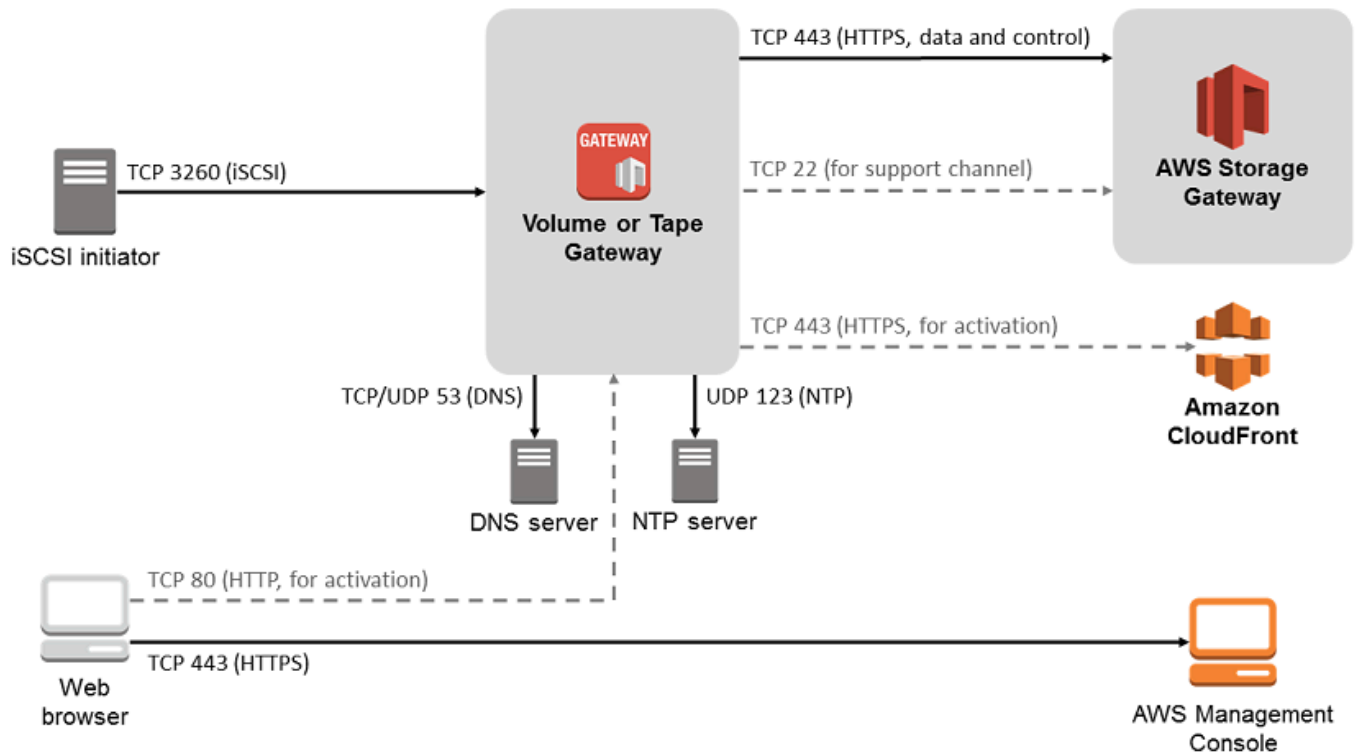 TCP 443 (HTTPS, data and control)
GATEWAY
TCP 3260 (iSCSI)
TCP 22 (for support channel)
AWS Storage
Gateway
Volume or Tape
Gateway
iSCSI initiator
TCP 443 (HTTPS, for activation)
TCP/UDP 53 (DNS)
UDP 123 (NTP)
Amazon
CloudFront
DNS server
NTP server
TCP 80 (HTTP, for activation)
TCP 443 (HTTPS)
Web
browser
AWS Management
Console